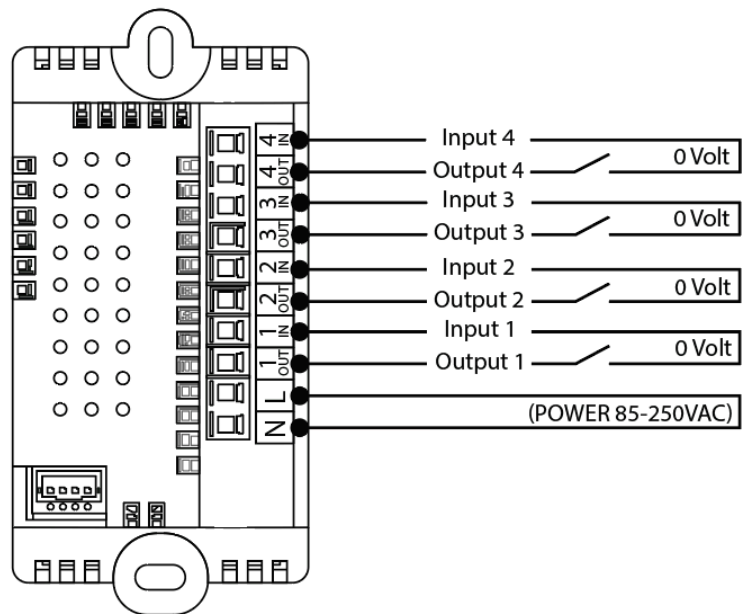 4 IN Input 4
0 Volt
4 OUT Output 4
3 IN Input 3
0 Volt
3 OUT Output 3
2 IN Input 2
0 Volt
2 OUT Output 2
1 IN Input 1
0 Volt
1 OUT Output 1
L
(POWER 85-250VAC)
N